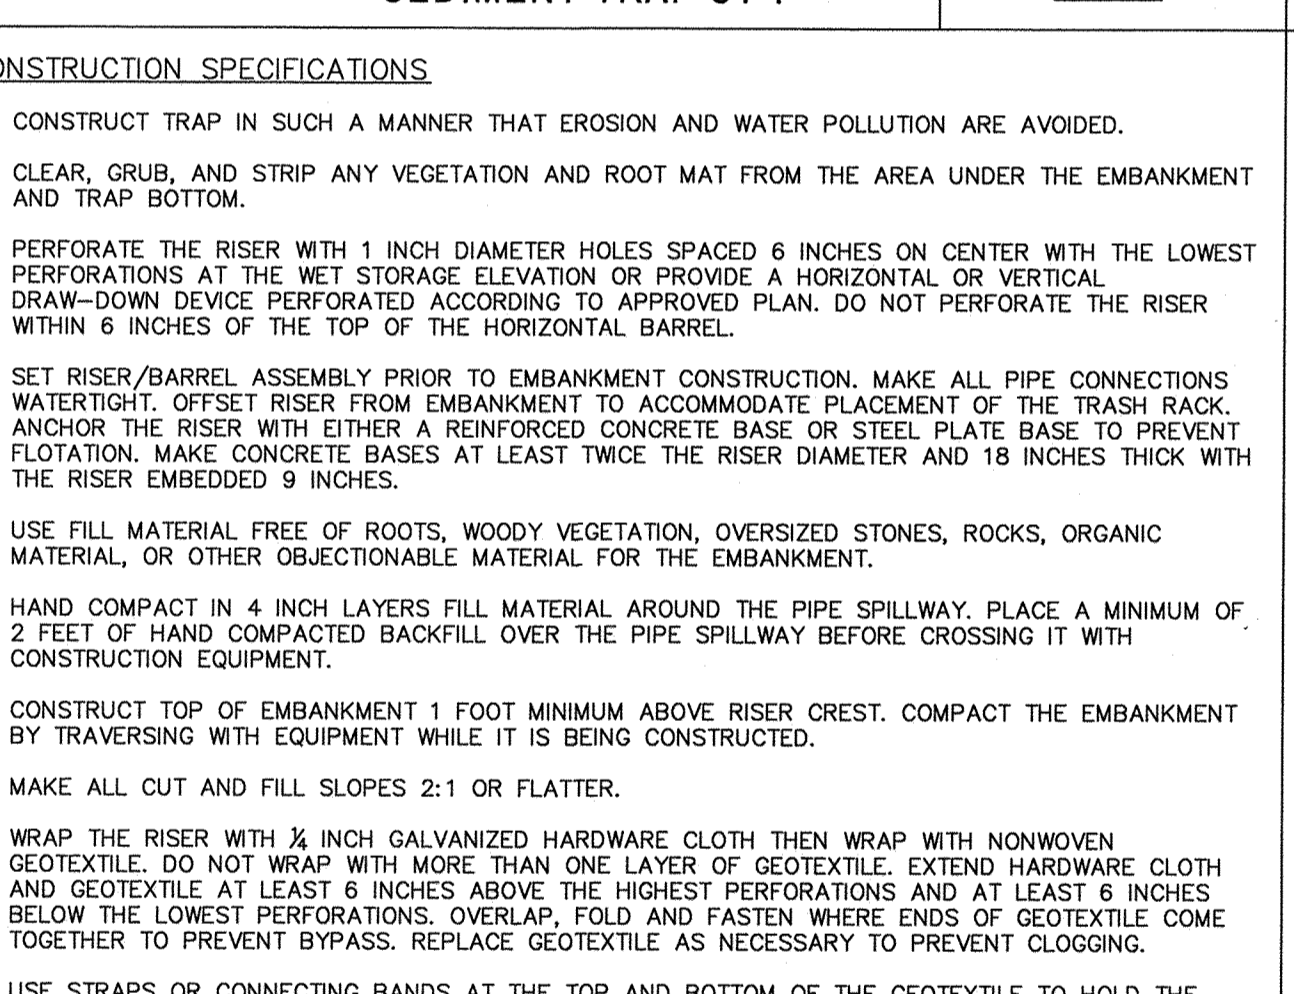 CONSTRUCTION SPECIFICATIONS
CONSTRUCT TRAP IN SUCH A MANNER THAT EROSION AND WATER POLLUTION ARE AVOIDED.
CLEAR, GRUB, AND STRIP ANY VEGETATION AND ROOT MAT FROM THE AREA UNDER THE EMBANKMENT
AND TRAP BOTTOM.
PERFORATE THE RISER WITH 1 INCH DIAMETER HOLES SPACED 6 INCHES ON CENTER WITH THE LOWEST
PERFORATIONS AT THE WET STORAGE ELEVATION OR PROVIDE A HORIZONTAL OR VERTICAL
DRAW-DOWN DEVICE PERFORATED ACCORDING TO APPROVED PLAN. DO NOT PERFORATE THE RISER
WITHIN 6 INCHES OF THE TOP OF THE HORIZONTAL BARREL.
SET RISER/BARREL ASSEMBLY PRIOR TO EMBANKMENT CONSTRUCTION. MAKE ALL PIPE CONNECTIONS
WATERTIGHT. OFFSET RISER FROM EMBANKMENT TO ACCOMMODATE PLACEMENT OF THE TRASH RACK.
ANCHOR THE RISER WITH EITHER A REINFORCED CONCRETE BASE OR STEEL PLATE BASE TO PREVENT
FLOTATION. MAKE CONCRETE BASES AT LEAST TWICE THE RISER DIAMETER AND 18 INCHES THICK WITH
THE RISER EMBEDDED 9 INCHES.
USE FILL MATERIAL FREE OF ROOTS, WOODY VEGETATION, OVERSIZED STONES, ROCKS, ORGANIC
MATERIAL, OR OTHER OBJECTIONABLE MATERIAL FOR THE EMBANKMENT.
HAND COMPACT IN 4 INCH LAYERS FILL MATERIAL AROUND THE PIPE SPILLWAY. PLACE A MINIMUM OF
2 FEET OF HAND COMPACTED BACKFILL OVER THE PIPE SPILLWAY BEFORE CROSSING IT WITH
CONSTRUCTION EQUIPMENT.
CONSTRUCT TOP OF EMBANKMENT 1 FOOT MINIMUM ABOVE RISER CREST. COMPACT THE EMBANKMENT
BY TRAVERSING WITH EQUIPMENT WHILE IT IS BEING CONSTRUCTED.
MAKE ALL CUT AND FILL SLOPES 2:1 OR FLATTER.
WRAP THE RISER WITH ¼ INCH GALVANIZED HARDWARE CLOTH THEN WRAP WITH NONWOVEN
GEOTEXTILE. DO NOT WRAP WITH MORE THAN ONE LAYER OF GEOTEXTILE. EXTEND HARDWARE CLOTH
AND GEOTEXTILE AT LEAST 6 INCHES ABOVE THE HIGHEST PERFORATIONS AND AT LEAST 6 INCHES
BELOW THE LOWEST PERFORATIONS. OVERLAP, FOLD AND FASTEN WHERE ENDS OF GEOTEXTILE COME
TOGETHER TO PREVENT BYPASS. REPLACE GEOTEXTILE AS NECESSARY TO PREVENT CLOGGING.
USE STRAPS OR CONNECTING BANDS AT THE TOP AND BOTTOM OF THE GEOTEXTILE TO HOLD THE